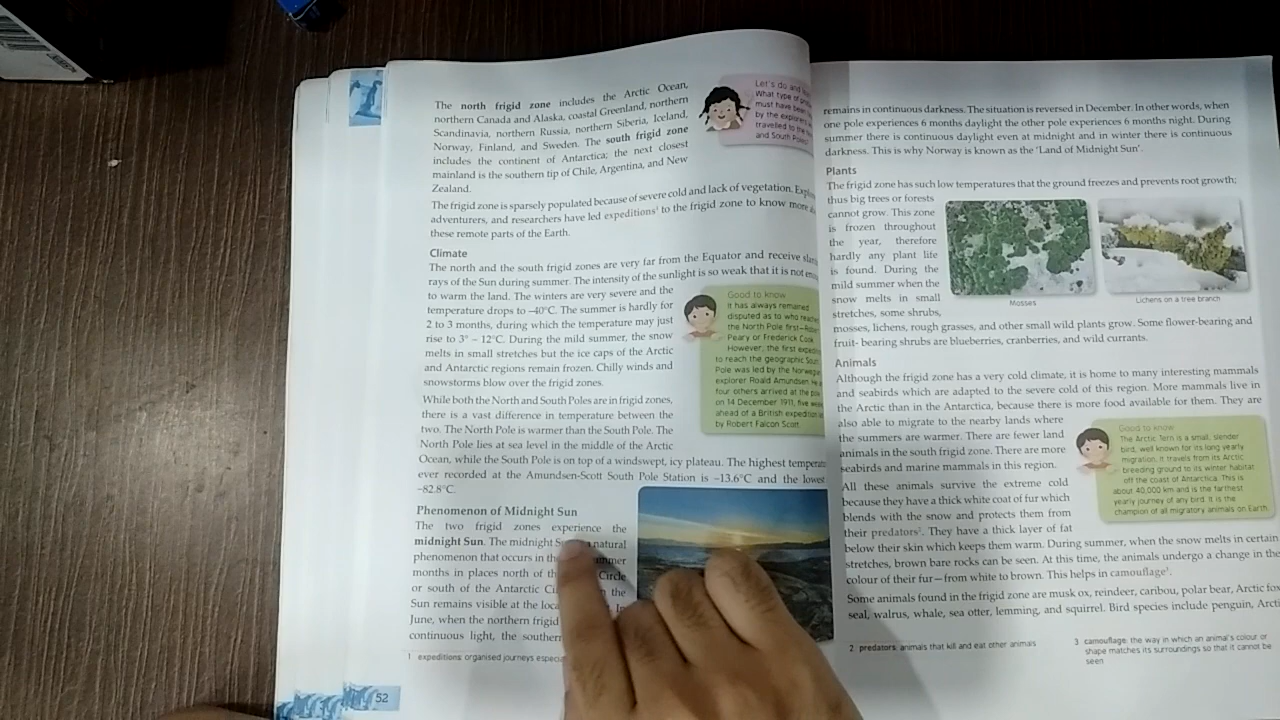 The north frigid zone includes the Arctic Ocean,
northern Canada and Alaska, coastal Greenland, northern
Scandinavia, northern Russia, northern Siberia, Iceland,
Norway, Finland, and Sweden. The south frigid zone
includes the continent of Antarctica; the next closest
mainland is the southern tip of Chile, Argentina, and New
Zealand.
Let's do and
What type of
must have
by the
travelled to the
and South
The frigid zone is sparsely populated because of severe cold and lack of vegetation.
adventurers, and researchers have led expeditions¹ to the frigid zone to know more
these remote parts of the Earth.
Climate
The north and the south frigid zones are very far from the Equator and receive
rays of the Sun during summer. The intensity of the sunlight is so weak that it is not
to warm the land. The winters are very severe and the
temperature drops to –40°C. The summer is hardly for
2 to 3 months, during which the temperature may just
rise to 3° – 12°C. During the mild summer, the snow
melts in small stretches but the ice caps of the Arctic
and Antarctic regions remain frozen. Chilly winds and
snowstorms blow over the frigid zones.
Good to know
It has always remained
disputed as to who
the North Pole first—
Peary or Frederick Cook.
However, the first
to reach the geographic
Pole was led by the
explorer Roald Amundsen.
four others arrived at the
on 14 December 1911, five
ahead of a British expedition
by Robert Falcon Scott.
While both the North and South Poles are in frigid zones,
there is a vast difference in temperature between the
two. The North Pole is warmer than the South Pole. The
North Pole lies at sea level in the middle of the Arctic
Ocean, while the South Pole is on top of a windswept, icy plateau. The highest
ever recorded at the Amundsen-Scott South Pole Station is –13.6°C and the lowest
–82.8°C.
Phenomenon of Midnight Sun
The two frigid zones experience the
midnight Sun. The midnight natural
phenomenon that occurs in
months in places north of Circle
or south of the Antarctic the
Sun remains visible at the
June, when the northern frigid
continuous light, the southern
1 expeditions: organised journeys
52
remains in continuous darkness. The situation is reversed in December. In other words, when
one pole experiences 6 months daylight the other pole experiences 6 months night. During
summer there is continuous daylight even at midnight and in winter there is continuous
darkness. This is why Norway is known as the 'Land of Midnight Sun'.
Plants
The frigid zone has such low temperatures that the ground freezes and prevents root growth;
thus big trees or forests
cannot grow. This zone
is frozen throughout
the year, therefore
hardly any plant life
is found. During the
mild summer when the
snow melts in small
stretches, some shrubs,
Mosses
Lichens on a tree branch
mosses, lichens, rough grasses, and other small wild plants grow. Some flower-bearing and
fruit- bearing shrubs are blueberries, cranberries, and wild currants.
Animals
Although the frigid zone has a very cold climate, it is home to many interesting mammals
and seabirds which are adapted to the severe cold of this region. More mammals live in
the Arctic than in the Antarctica, because there is more food available for them. They are
also able to migrate to the nearby lands where
the summers are warmer. There are fewer land
animals in the south frigid zone. There are more
seabirds and marine mammals in this region.
Good to know
The Arctic Tern is a small, slender
bird, well known for its long yearly
migration. It travels from its Arctic
breeding ground to its winter habitat
off the coast of Antarctica. This is
about 40,000 km and is the farthest
yearly journey of any bird. It is the
champion of all migratory animals on Earth.
All these animals survive the extreme cold
because they have a thick white coat of fur which
blends with the snow and protects them from
their predators². They have a thick layer of fat
below their skin which keeps them warm. During summer, when the snow melts in certain
stretches, brown bare rocks can be seen. At this time, the animals undergo a change in the
colour of their fur—from white to brown. This helps in camouflage³.
Some animals found in the frigid zone are musk ox, reindeer, caribou, polar bear, Arctic
seal, walrus, whale, sea otter, lemming, and squirrel. Bird species include penguin,
2 predators: animals that kill and eat other animals
3 camouflage: the way in which an animal's colour or
shape matches its surroundings so that it cannot be
seen